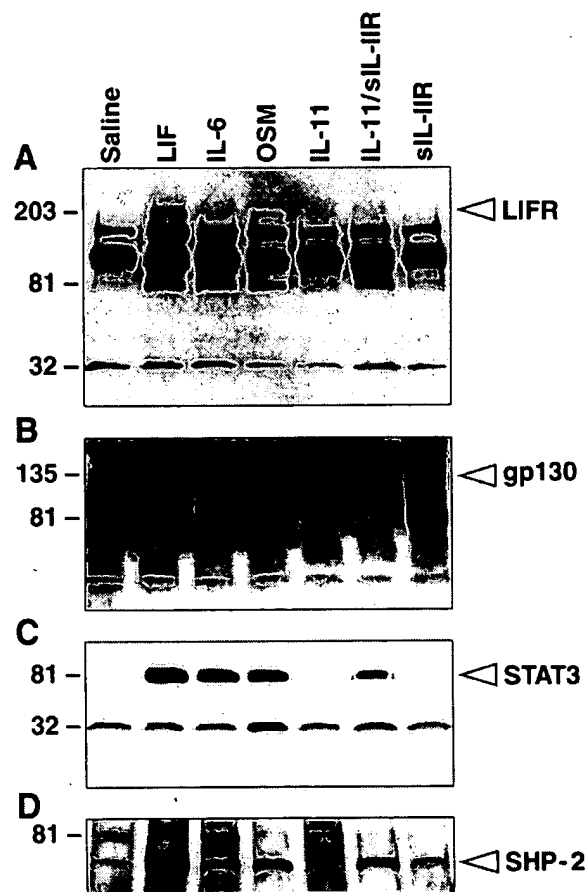 Saline
LIF
IL-6
OSM
IL-11
IL-11/sIL-IIR
sIL-IIR
A
203
LIFR
81
32
B
135
gp130
81
C
81
STAT3
32
D
81
SHP-2